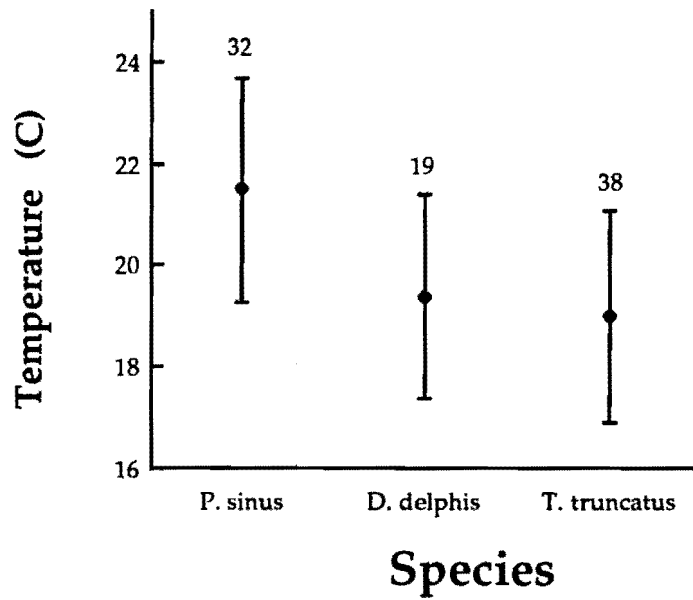 Temperature (C)
24
22
20
18
16
32
19
38
P. sinus
D. delphis
T. truncatus
Species